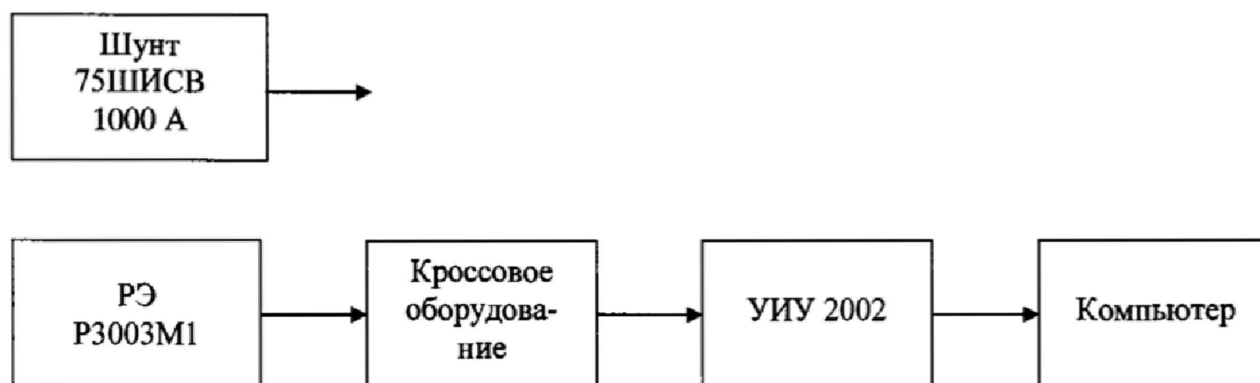 Шунт
75ШИСВ
1000 А
РЭ
Р3003М1
Кроссовое
оборудова-
ние
УИУ 2002
Компьютер